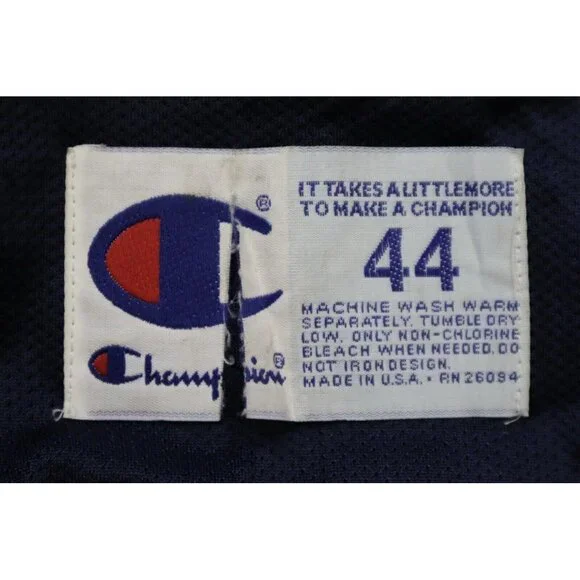 ®
Champion®
IT TAKES A LITTLE MORE
TO MAKE A CHAMPION
44
MACHINE WASH WARM
SEPARATELY. TUMBLE DRY
LOW. ONLY NON-CHLORINE
BLEACH WHEN NEEDED. DO
NOT IRON DESIGN.
MADE IN U.S.A. • RN 26094